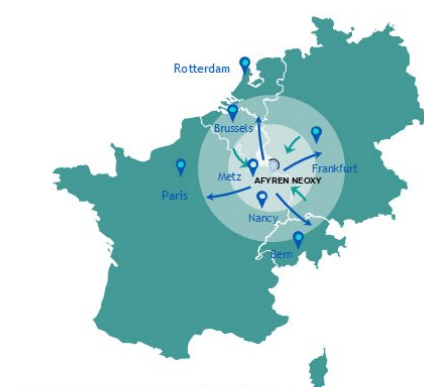 Rotterdam
Brussels
Metz
Frankfurt
AFYREN NEOXY
Paris
Nancy
Bern